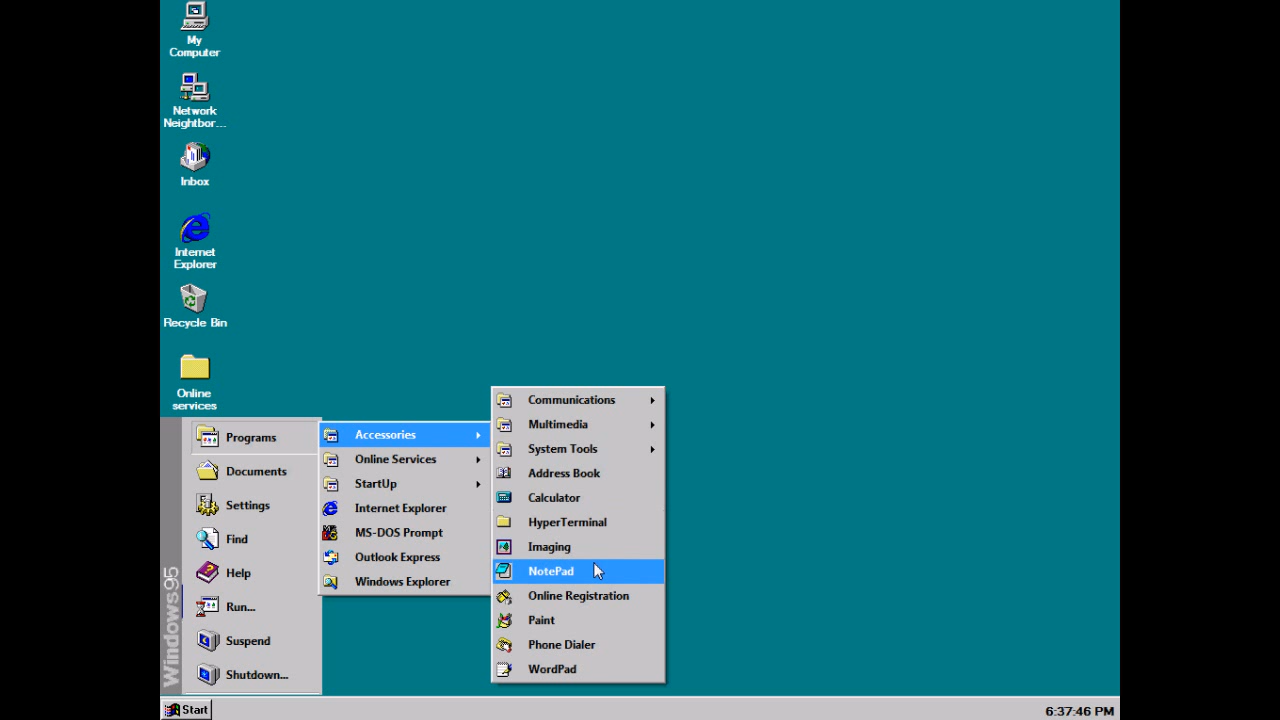 My
Computer
Network
Neighbor...
Inbox
Internet
Explorer
Recycle Bin
Online
services
Windows95
Programs
Documents
Settings
Find
Help
Run...
Suspend
Shutdown...
Accessories
Online Services
StartUp
Internet Explorer
MS-DOS Prompt
Outlook Express
Windows Explorer
Communications
Multimedia
System Tools
Address Book
Calculator
HyperTerminal
Imaging
NotePad
Online Registration
Paint
Phone Dialer
WordPad
Start
6:37:46 PM